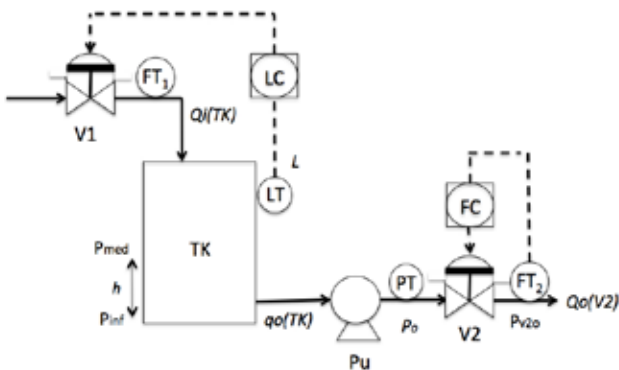 FT1
LC
V1
Qi(TK)
L
LT
FC
Pmed
TK
h
PT
FT2
Qo(V2)
Pinf
qo(TK)
Po
V2
Pv2o
Pu